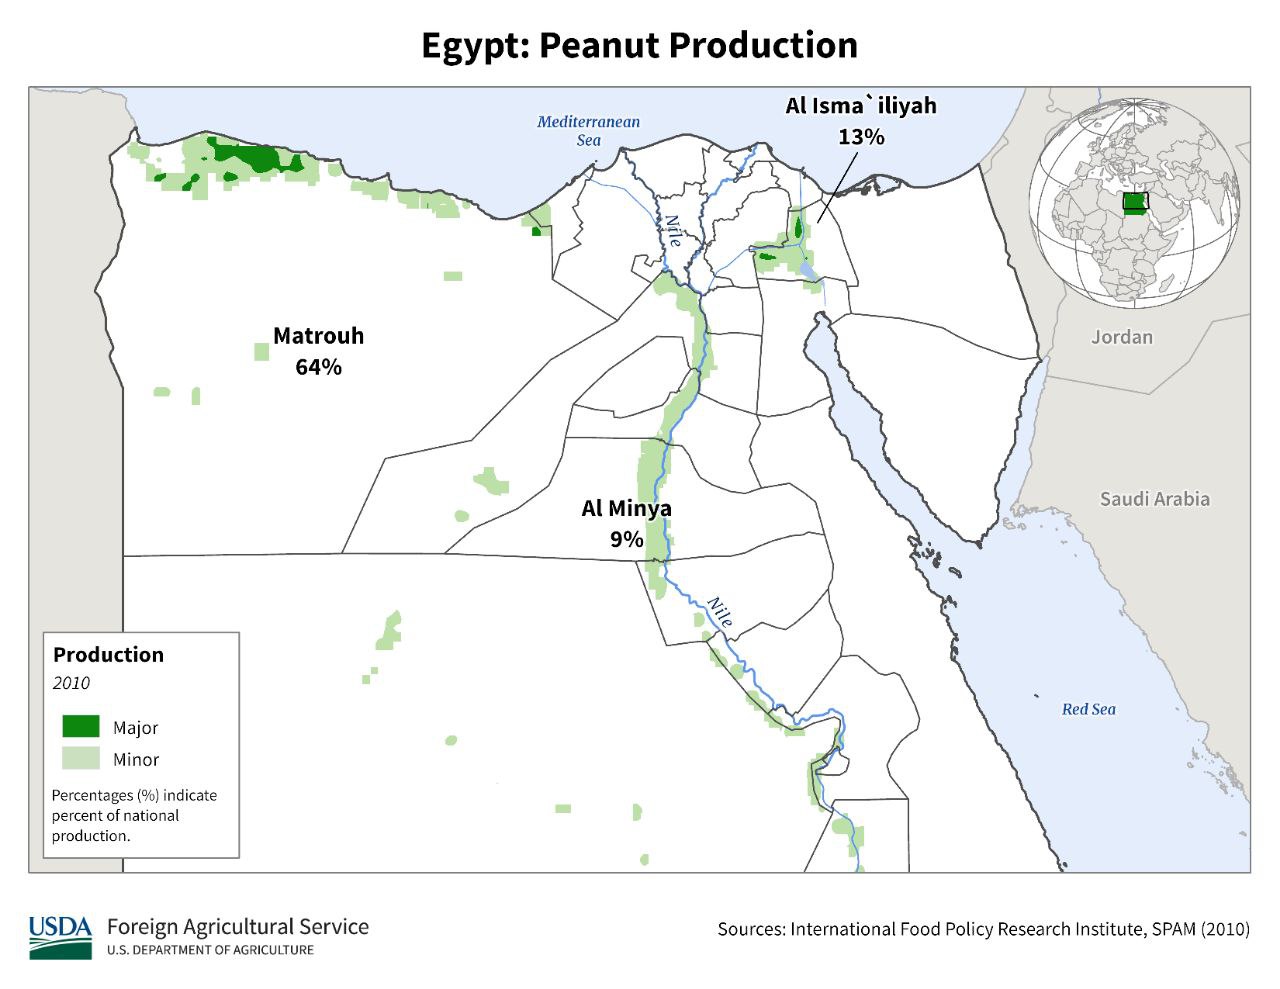 Egypt: Peanut Production
Mediterranean
Sea
Al Isma`iliyah
13%
Nile
Matrouh
64%
Jordan
Al Minya
9%
Saudi Arabia
Nile
Red Sea
Production
2010
Major
Minor
Percentages (%) indicate
percent of national
production.
USDA
Foreign Agricultural Service
U.S. DEPARTMENT OF AGRICULTURE
Sources: International Food Policy Research Institute, SPAM (2010)